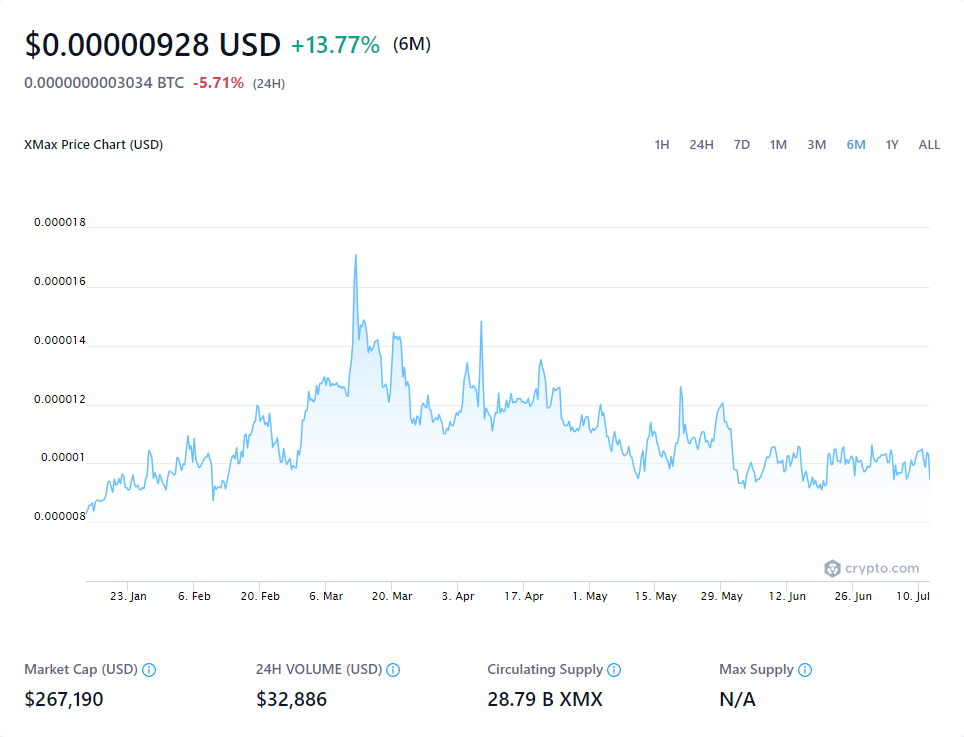 $0.00000928 USD +13.77% (6M)
0.0000000003034 BTC -5.71% (24H)
XMax Price Chart (USD) 1H 24H 7D 1M 3M 6M 1Y ALL
0.000018
0.000016
0.000014
0.000012
0.00001
0.000008
crypto.com
23. Jan 6. Feb 20. Feb 6. Mar 20. Mar 3. Apr 17. Apr 1. May 15. May 29. May 12. Jun 26. Jun 10. Jul
Market Cap (USD) 24H VOLUME (USD) Circulating Supply Max Supply
$267,190 $32,886 28.79 B XMX N/A